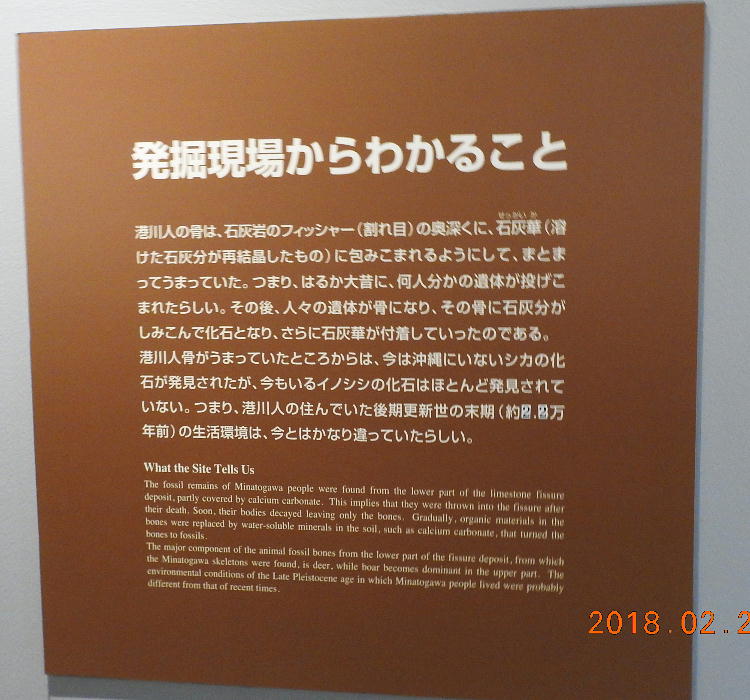 発掘現場からわかること
せっかい か
港川人の骨は、石灰岩のフィッシャー(割れ目)の奥深くに、石灰華(溶
けた石灰分が再結晶したもの)に包みこまれるようにして、まとま
ってうまっていた。つまり、はるか大昔に、何人分かの遺体が投げこ
まれたらしい。その後、人々の遺体が骨になり、その骨に石灰分が
しみこんで化石となり、さらに石灰華が付着していったのである。
港川人骨がうまっていたところからは、今は沖縄にいないシカの化
石が発見されたが、今もいるイノシシの化石はほとんど発見されて
いない。つまり、港川人の住んでいた後期更新世の末期(約2.2万
年前)の生活環境は、今とはかなり違っていたらしい。
What the Site Tells Us
The fossil remains of Minatogawa people were found from the lower part of the limestone fissure
deposit, partly covered by calcium carbonate. This implies that they were thrown into the fissure after
their death. Soon, their bodies decayed leaving only the bones. Gradually, organic materials in the
bones were replaced by water-soluble minerals in the soil, such as calcium carbonate, that turned the
bones to fossils.
The major component of the animal fossil bones from the lower part of the fissure deposit, from which
the Minatogawa skeletons were found, is deer, while boar becomes dominant in the upper part. The
environmental conditions of the Late Pleistocene age in which Minatogawa people lived were probably
different from that of recent times.
2018.02.2